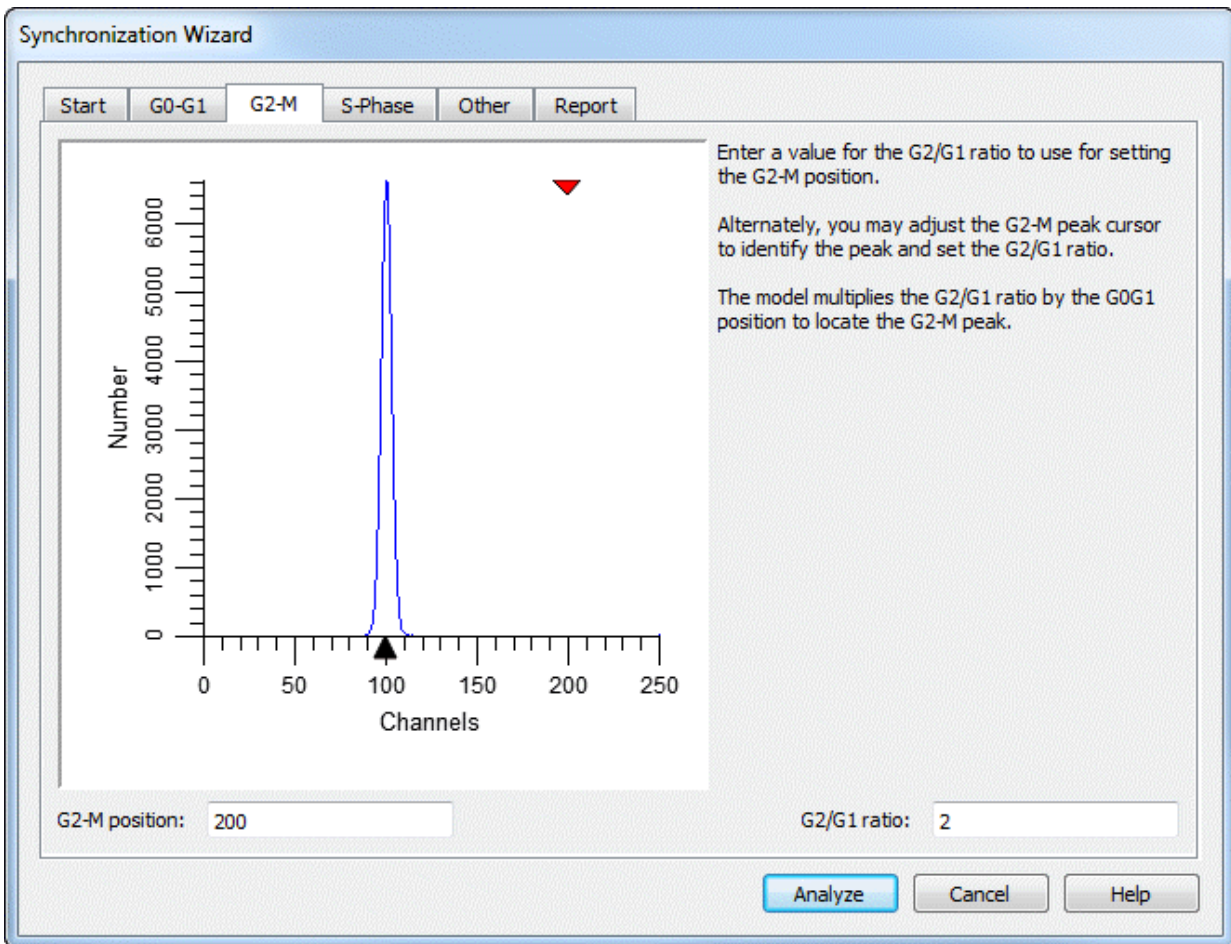 Synchronization Wizard
Start
G0-G1
G2-M
S-Phase
Other
Report
Enter a value for the G2/G1 ratio to use for setting
the G2-M position.
Alternately, you may adjust the G2-M peak cursor
to identify the peak and set the G2/G1 ratio.
The model multiplies the G2/G1 ratio by the G0G1
position to locate the G2-M peak.
Number
6000
5000
4000
3000
2000
1000
0
0 50 100 150 200 250
Channels
G2-M position: 200
G2/G1 ratio: 2
Analyze
Cancel
Help